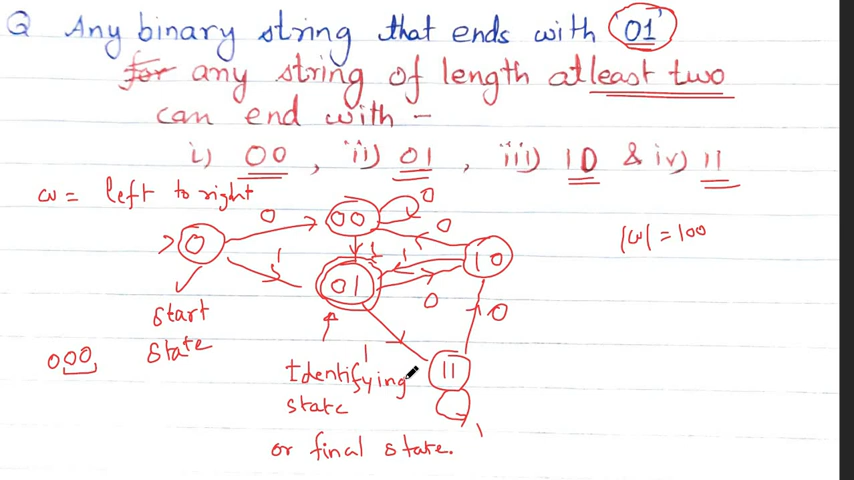 Q Any binary string that ends with '01'
for any string of length atleast two
can end with -
i) 00, ii) 01, iii) 10 & iv) 11
w = left to right
0 00 0
0 0 |w| = 100
1 1 1 10
01
0 0
start
state
000
1 11
Identifying
state
1
or final state.